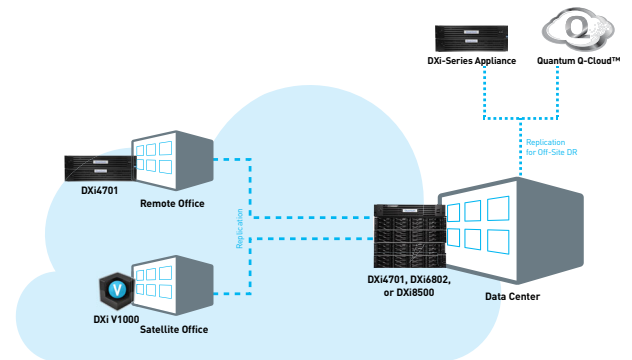 Q
DXi-Series Appliance
Quantum Q-Cloud™
Replication
for Off-Site DR
DXi4701
Remote Office
Replication
DXi4701, DXi6802,
or DXi8500
Data Center
V
DXi V1000
Satellite Office